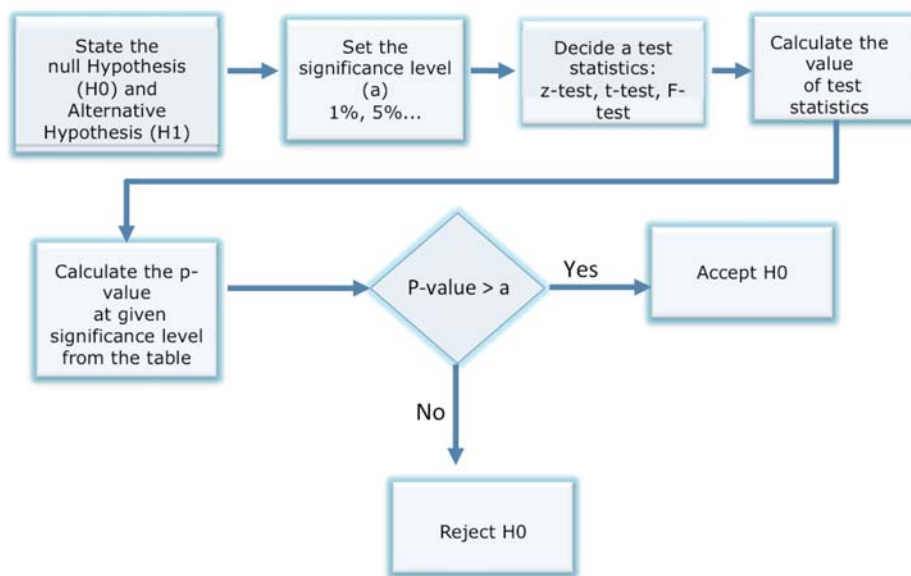 State the
null Hypothesis
(H0) and
Alternative
Hypothesis (H1)
Set the
significance level
(a)
1%, 5%...
Decide a test
statistics:
z-test, t-test, F-
test
Calculate the
value
of test
statistics
Calculate the p-
value
at given
significance level
from the table
P-value > a
Yes
Accept H0
No
Reject H0